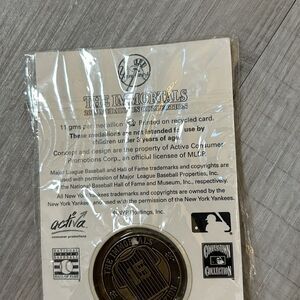 THE IMMORTALS
11 gms per medallion Printed on recycled card.
These medallions are not intended for use by
children under 3 years of age.
Concept and design are the property of Activa Consumer
Promotions Corp., an official licensee of MLBP.
Major League Baseball and Hall of Fame trademarks and copyrights are
used with permission of Major League Baseball Properties, Inc.
the National Baseball Hall of Fame and Museum, Inc., respectively.
All New York Yankees trademarks and copyrights are owned by the
New York Yankees and used with permission of the New York Yankees.
Holdings, Inc.
activa
consumer promotions
COOPERSTOWN
COLLECTION
THE IMMORTALS